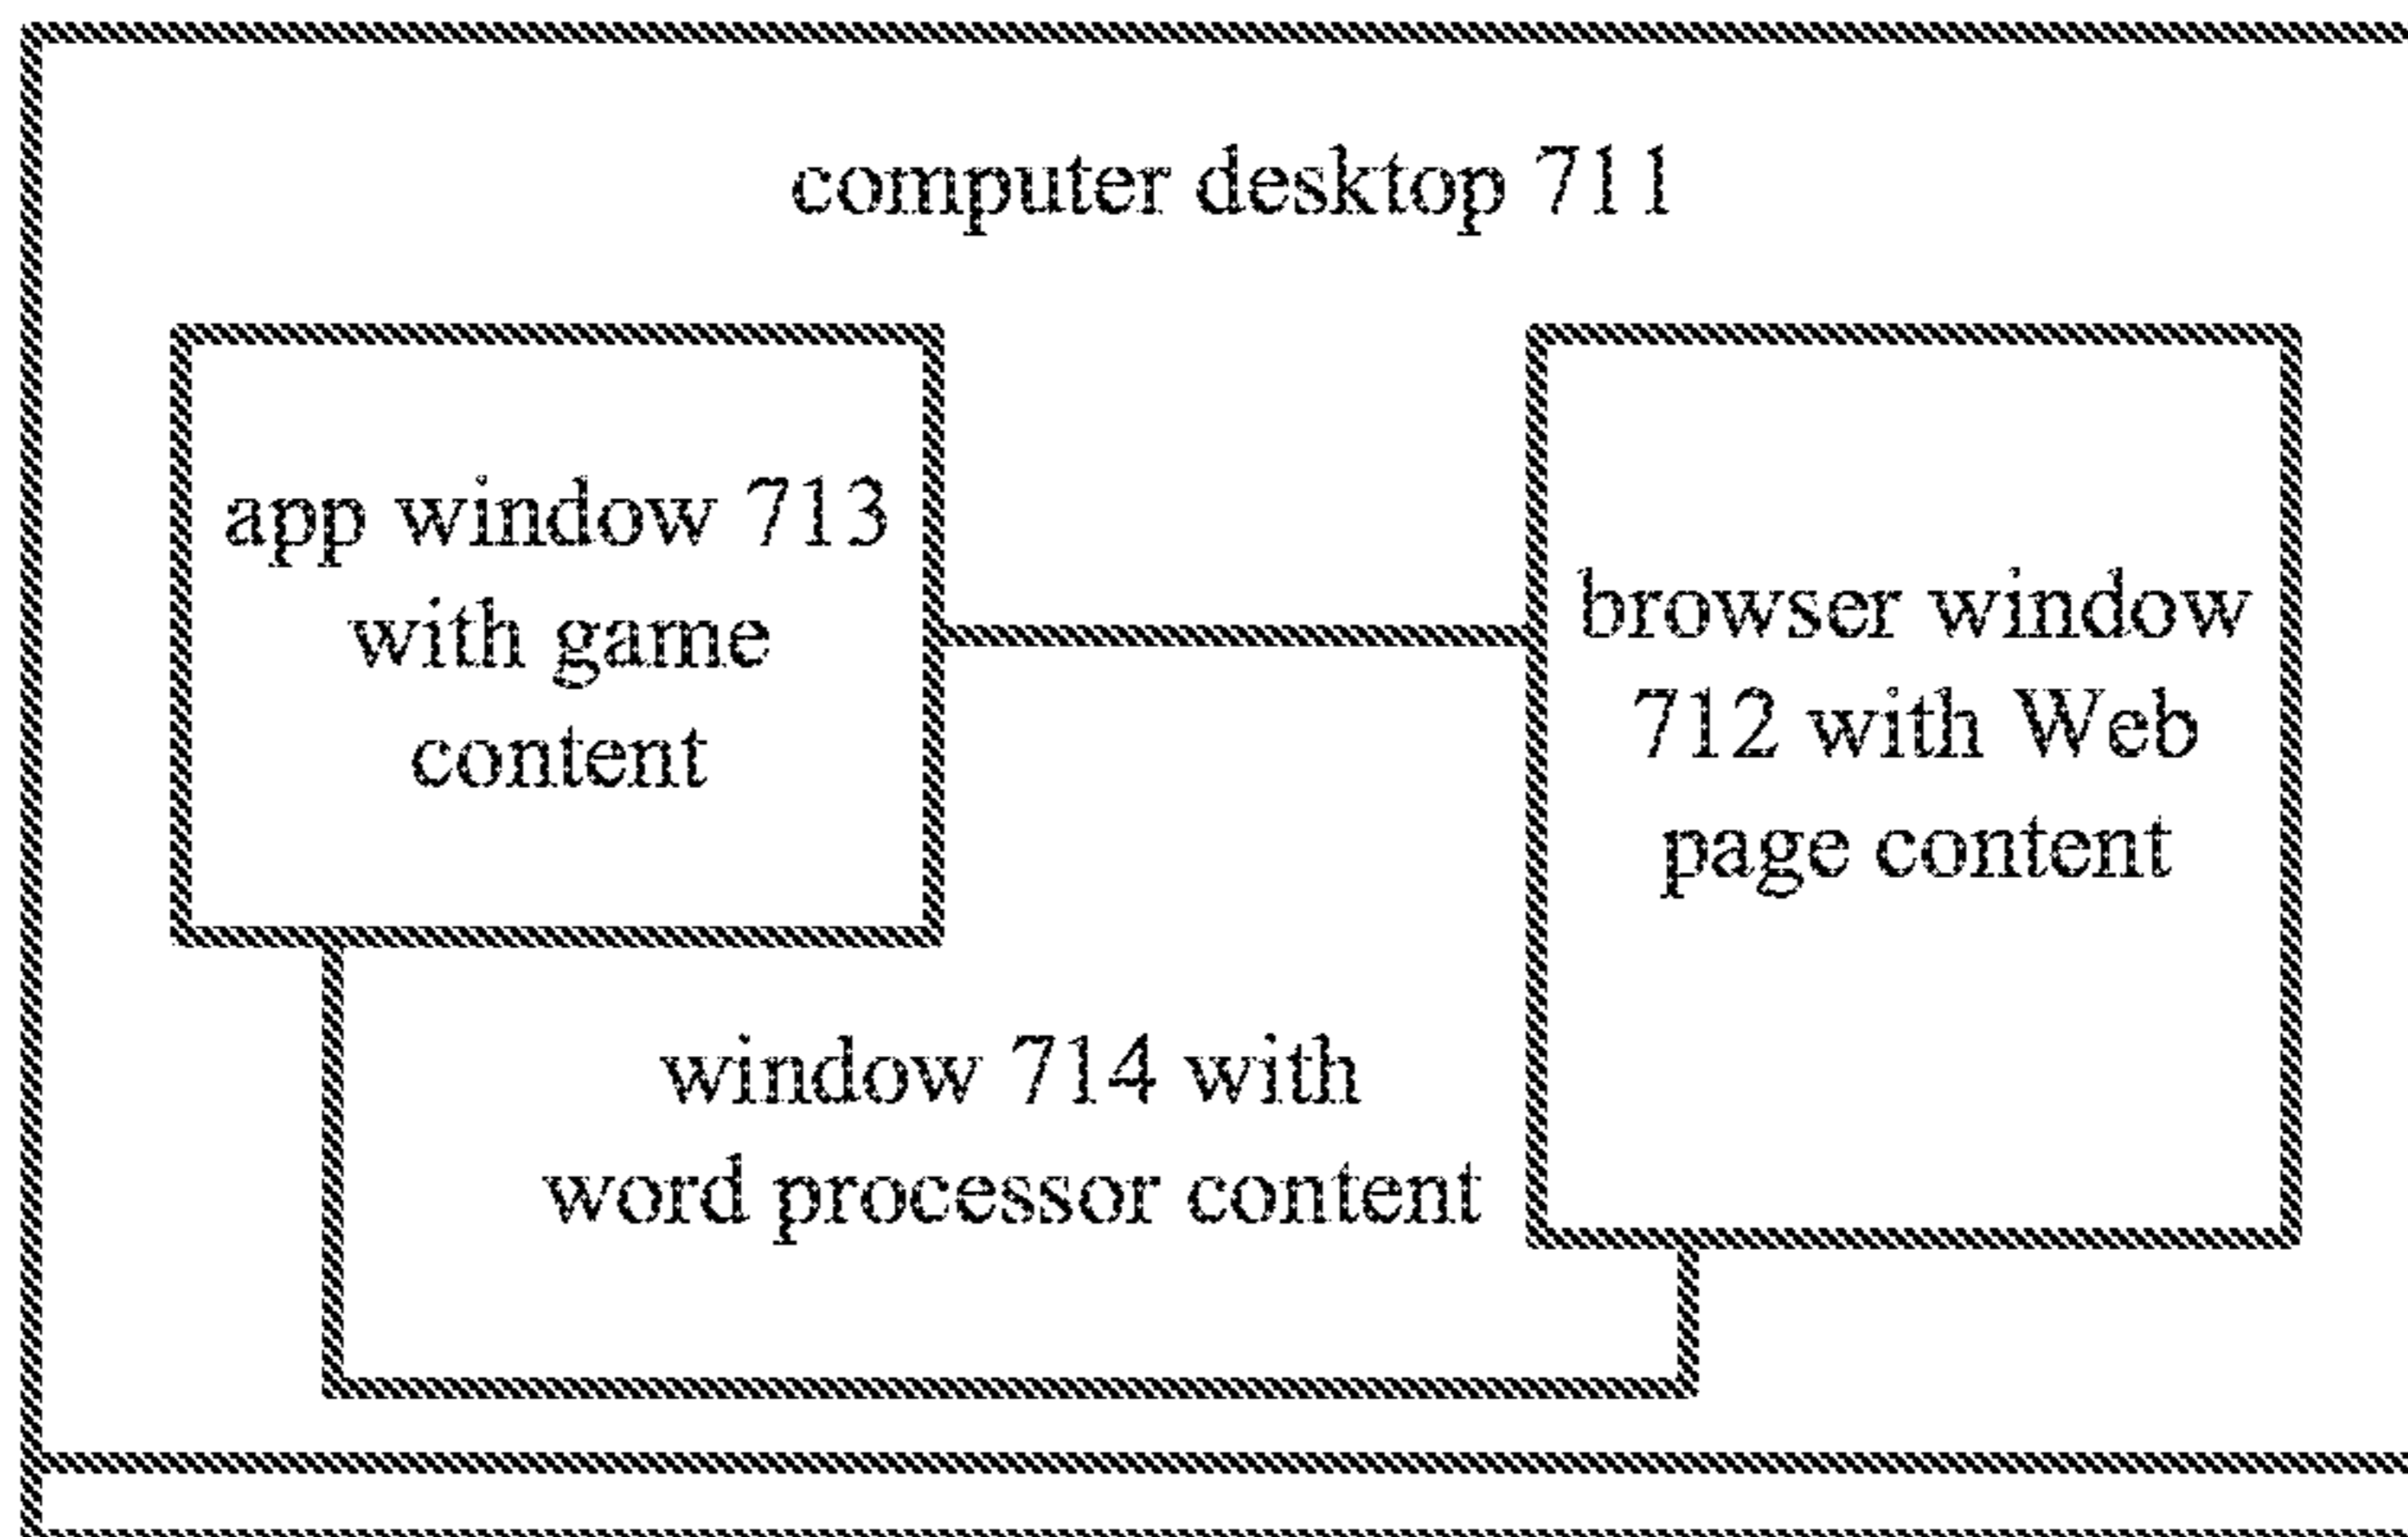 computer desktop 711
app window 713
with game
content
browser window
712 with Web
page content
window 714 with
word processor content